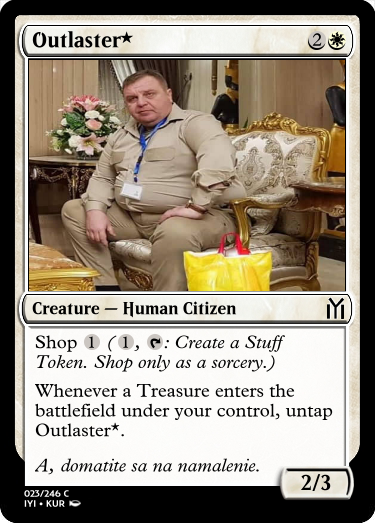 Outlaster★ 2
Creature — Human Citizen
Shop 1 (1, : Create a Stuff
Token. Shop only as a sorcery.)
Whenever a Treasure enters the
battlefield under your control, untap
Outlaster★.
A, domatite sa na namalenie.
2/3
023/246 C
IYI • KUR